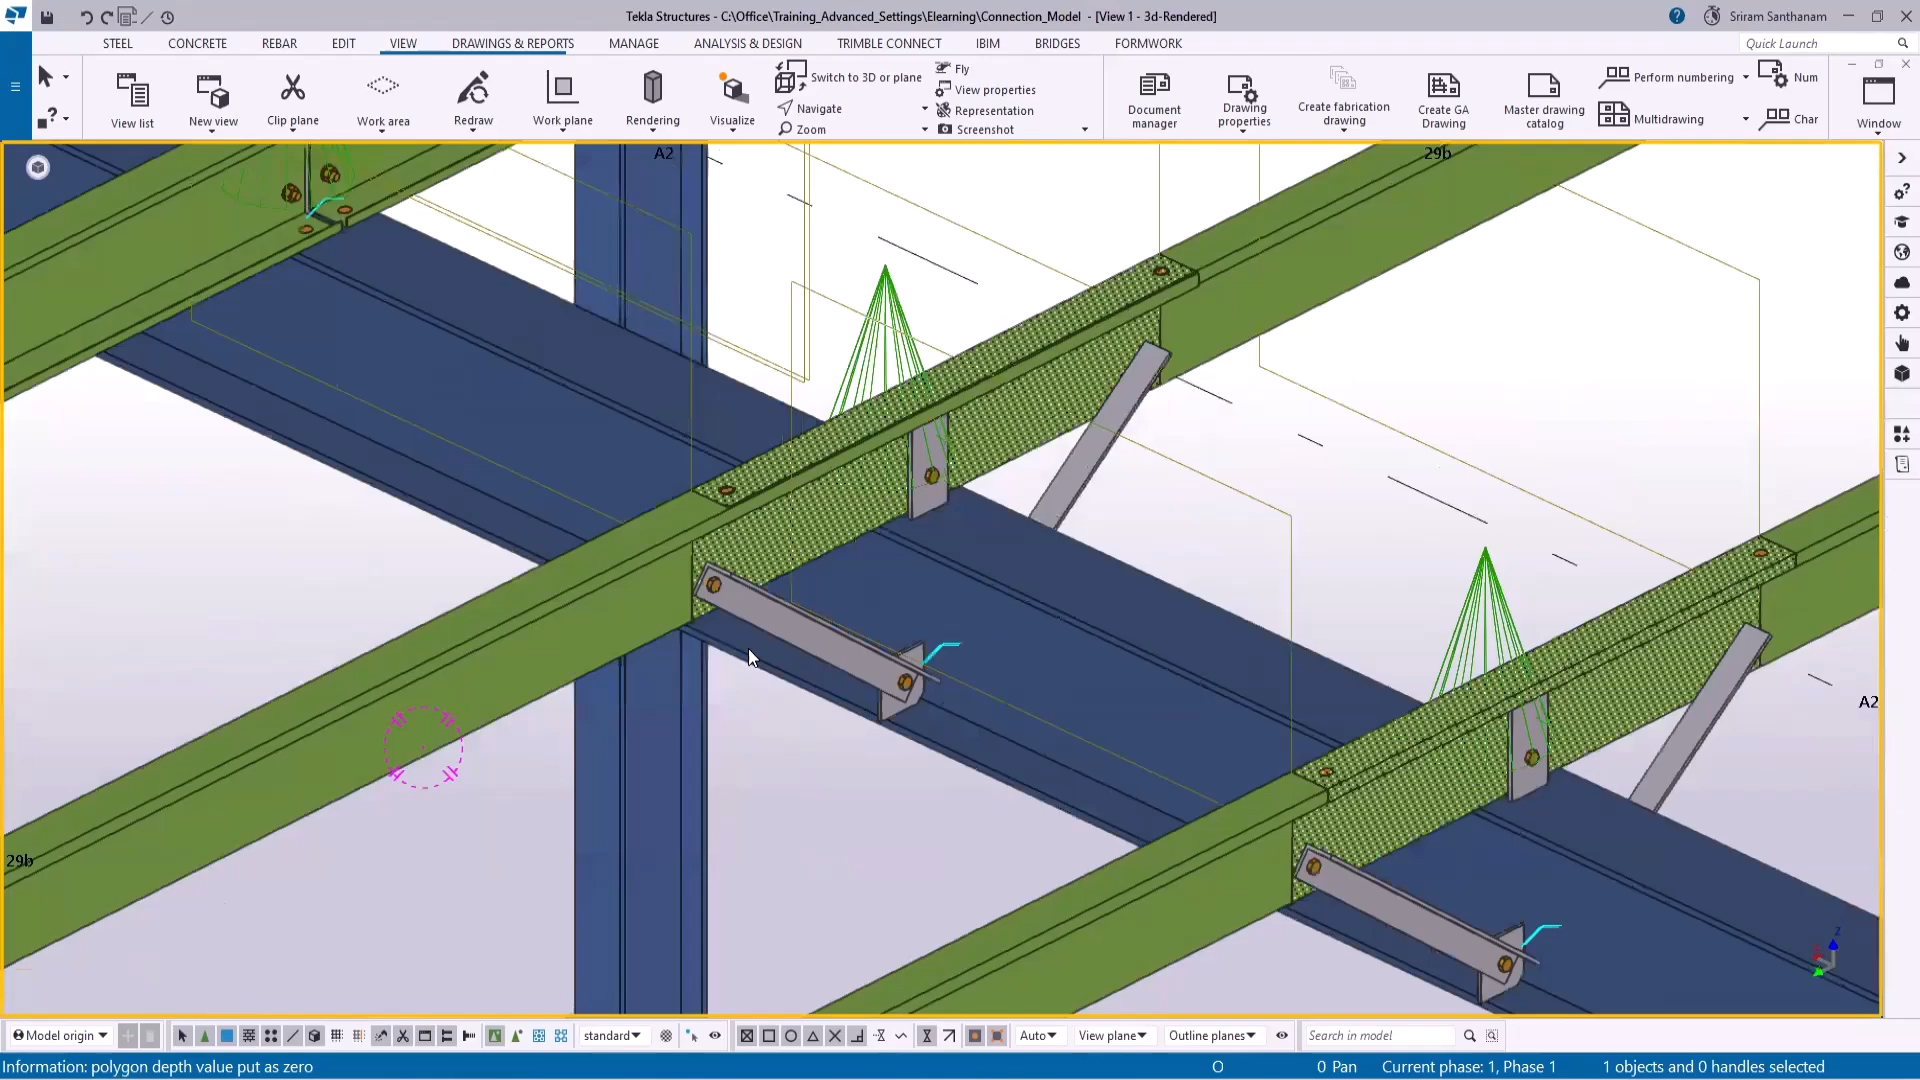 Tekla Structures - C:\Office\Training_Advanced_Settings\Elearning\Connection_Model - [View 1 - 3d-Rendered]
Sriram Santhanam
STEEL CONCRETE REBAR EDIT VIEW DRAWINGS & REPORTS MANAGE ANALYSIS & DESIGN TRIMBLE CONNECT IBIM BRIDGES FORMWORK
Quick Launch
View list
New view
Clip plane
Work area
Redraw
Work plane
Rendering
Visualize
Switch to 3D or plane
Navigate
Zoom
Fly
View properties
Representation
Screenshot
Document manager
Drawing properties
Create fabrication drawing
Create GA Drawing
Master drawing catalog
Perform numbering
Multidrawing
Num
Char
Window
A2
29b
A2
29b
Z
Model origin
standard
Auto
View plane
Outline planes
Search in model
Information: polygon depth value put as zero
O
0 Pan
Current phase: 1, Phase 1
1 objects and 0 handles selected